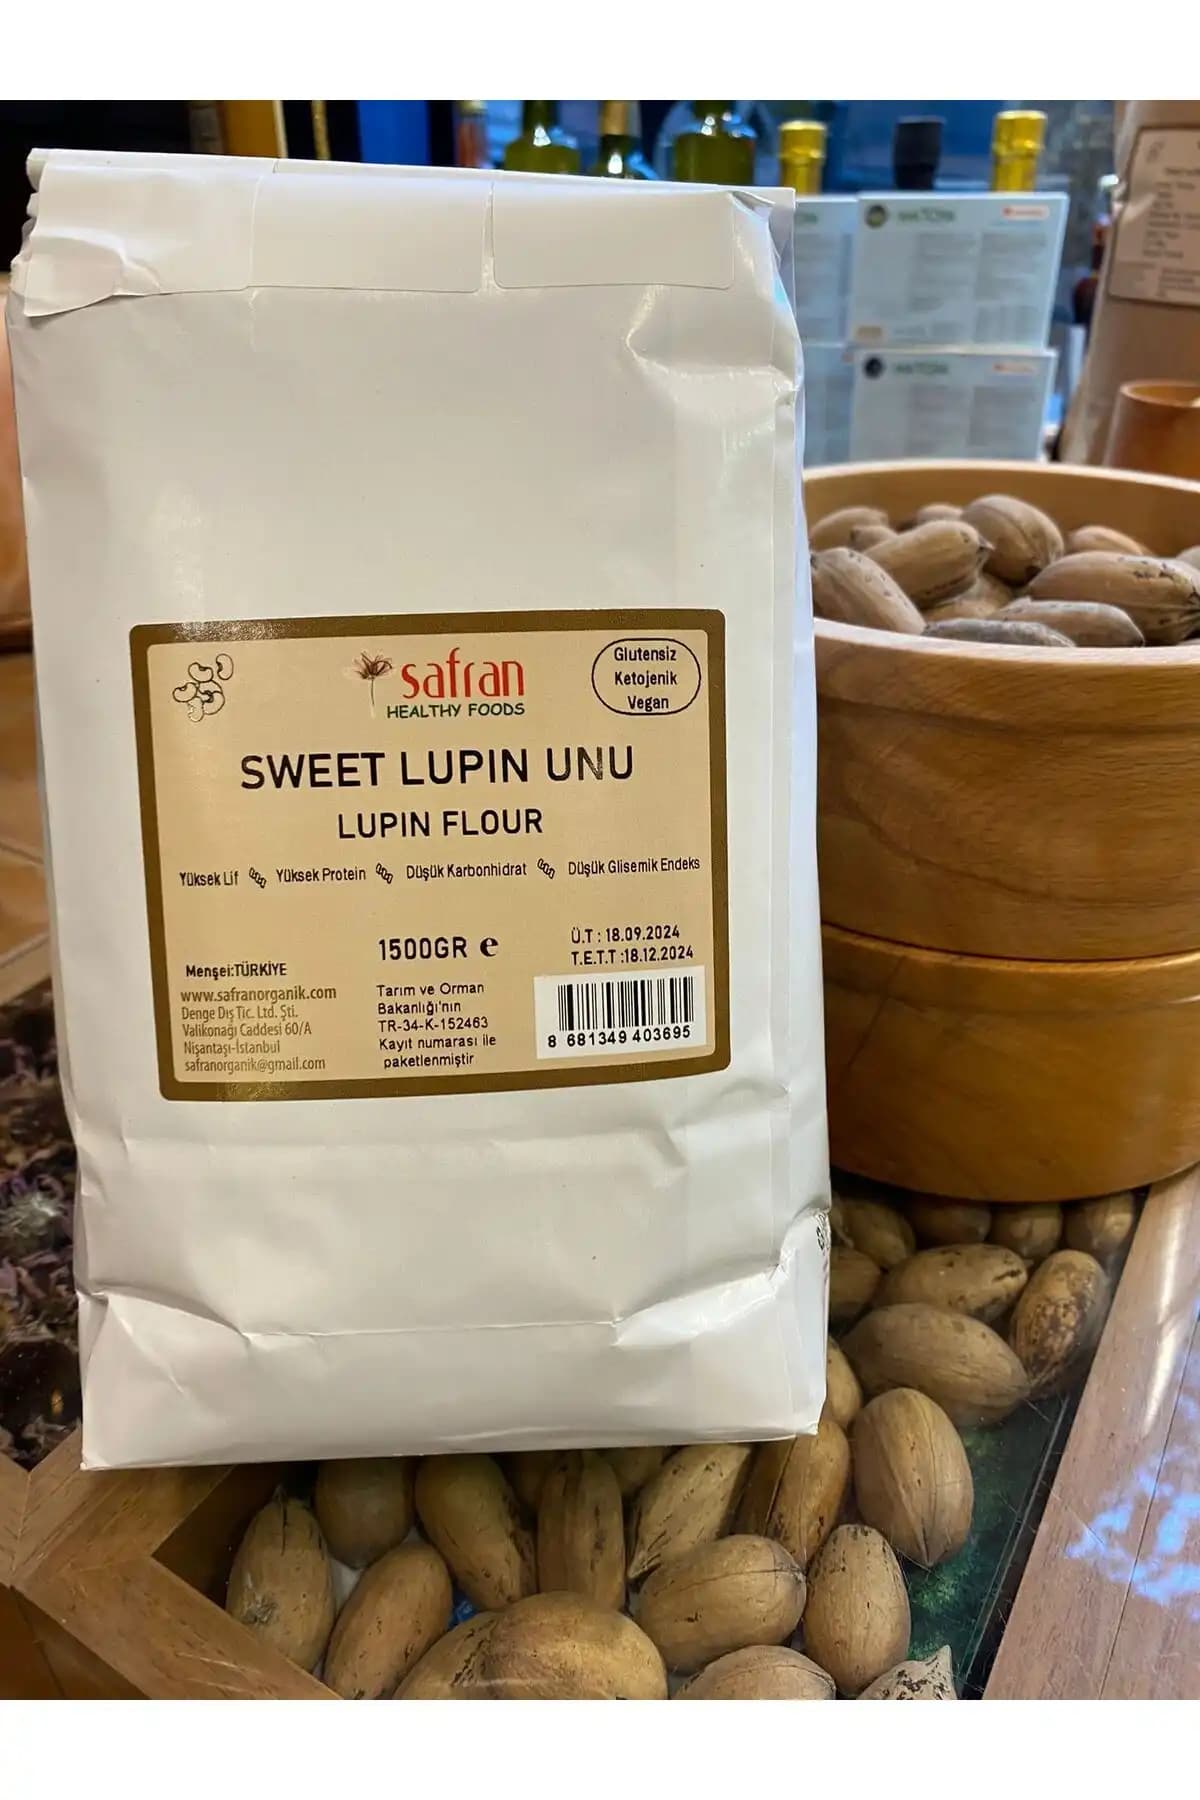 safran
HEALTHY FOODS
Glutensiz
Ketojenik
Vegan
SWEET LUPIN UNU
LUPIN FLOUR
Yüksek Lif Yüksek Protein Düşük Karbonhidrat Düşük Glisemik Endeks
1500GR e
Ü.T : 18.09.2024
T.E.T.T :18.12.2024
Menşei:TÜRKİYE
www.safranorganik.com
Denge Dış Tic. Ltd. Şti.
Valikonağı Caddesi 60/A
Nişantaşı-İstanbul
safranorganik@gmail.com
Tarım ve Orman
Bakanlığı'nın
TR-34-K-152463
Kayıt numarası ile
paketlenmiştir
8 681349 403695